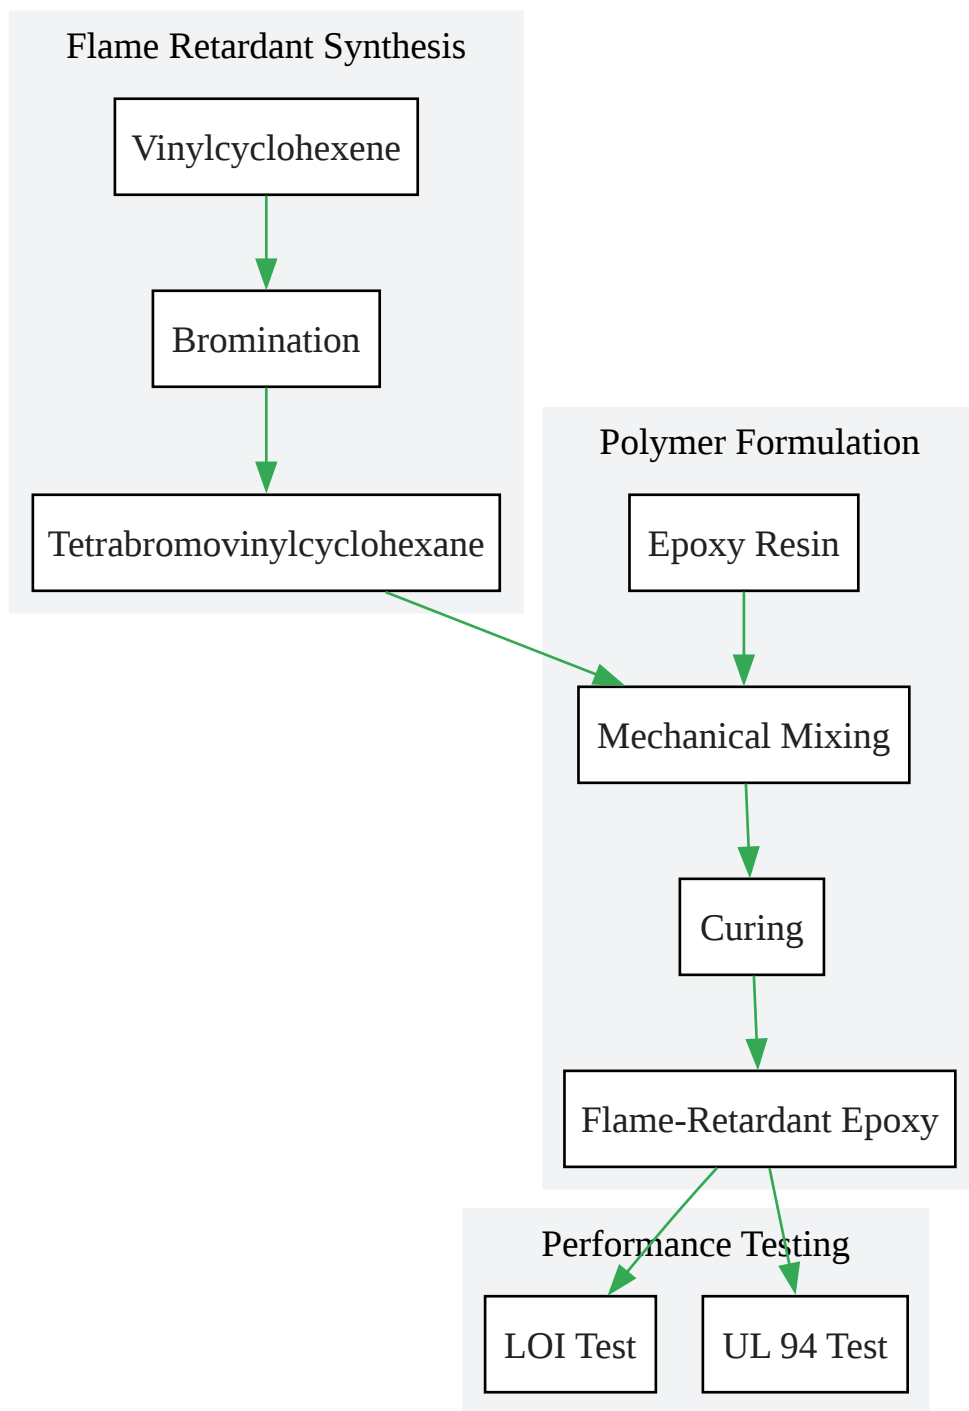 Flame Retardant Synthesis
Vinylcyclohexene
Bromination
Tetrabromovinylcyclohexane
Polymer Formulation
Epoxy Resin
Mechanical Mixing
Curing
Flame-Retardant Epoxy
Performance Testing
LOI Test
UL 94 Test